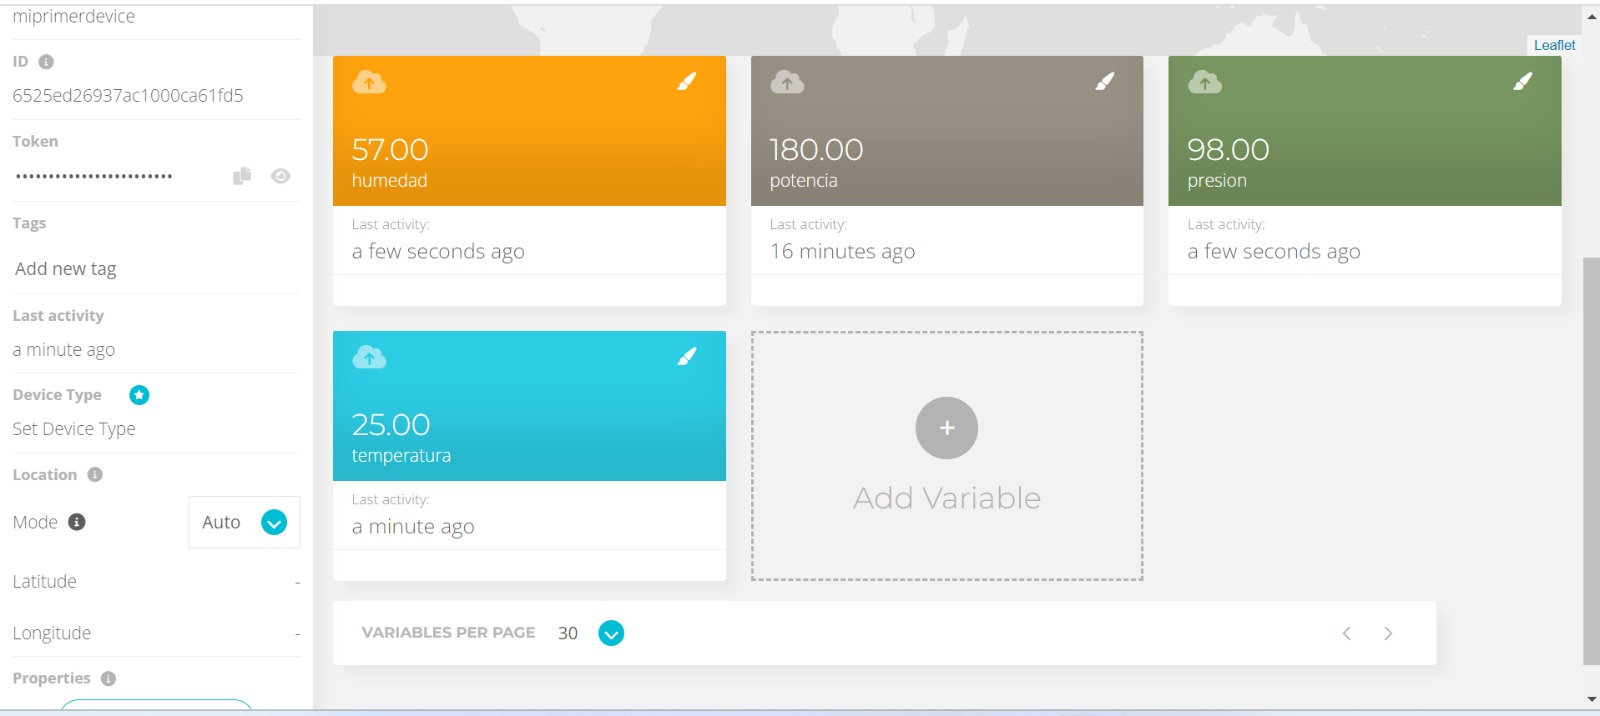 miprimerdevice
ID
6525ed26937ac1000ca61fd5
Token
••••••••••••••••••••••••
Tags
Add new tag
Last activity
a minute ago
Device Type
Set Device Type
Location
Mode
Auto
Latitude
-
Longitude
-
Properties
Leaflet
57.00
humedad
Last activity:
a few seconds ago
180.00
potencia
Last activity:
16 minutes ago
98.00
presion
Last activity:
a few seconds ago
25.00
temperatura
Last activity:
a minute ago
+
Add Variable
VARIABLES PER PAGE 30